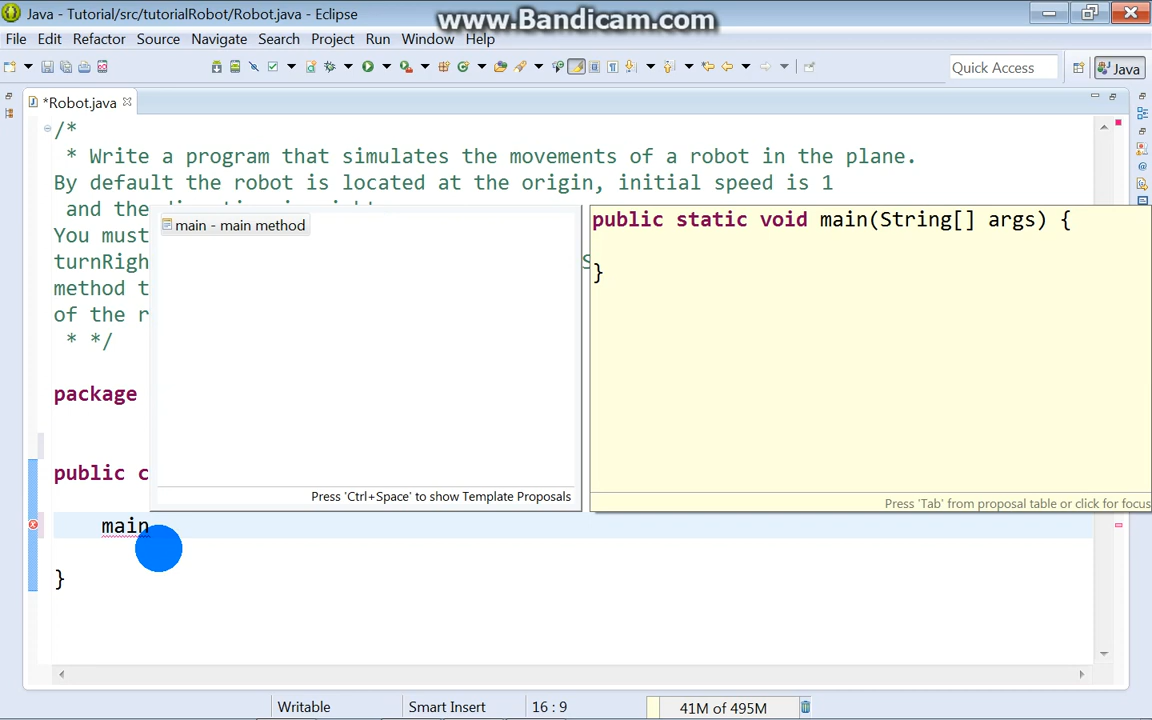 Java - Tutorial/src/tutorialRobot/Robot.java - Eclipse
www.Bandicam.com
File Edit Refactor Source Navigate Search Project Run Window Help
Quick Access
Java
*Robot.java
/*
* Write a program that simulates the movements of a robot in the plane.
By default the robot is located at the origin, initial speed is 1
and the
You must
turnRigh
method t
of the r
* */
package
public c
main
}
main - main method
Press 'Ctrl+Space' to show Template Proposals
public static void main(String[] args) {
}
Press 'Tab' from proposal table or click for focus
Writable
Smart Insert
16 : 9
41M of 495M